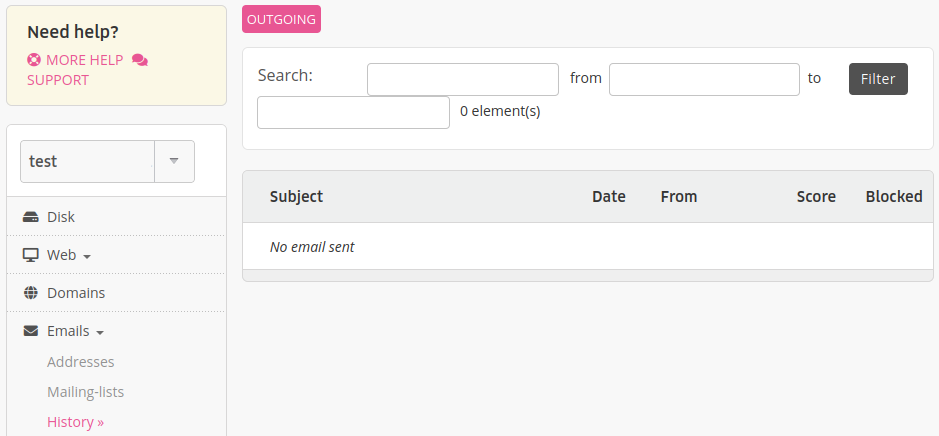 Need help?
MORE HELP
SUPPORT
test
Disk
Web
Domains
Emails
Addresses
Mailing-lists
History »
OUTGOING
Search: from to Filter
0 element(s)
Subject Date From Score Blocked
No email sent